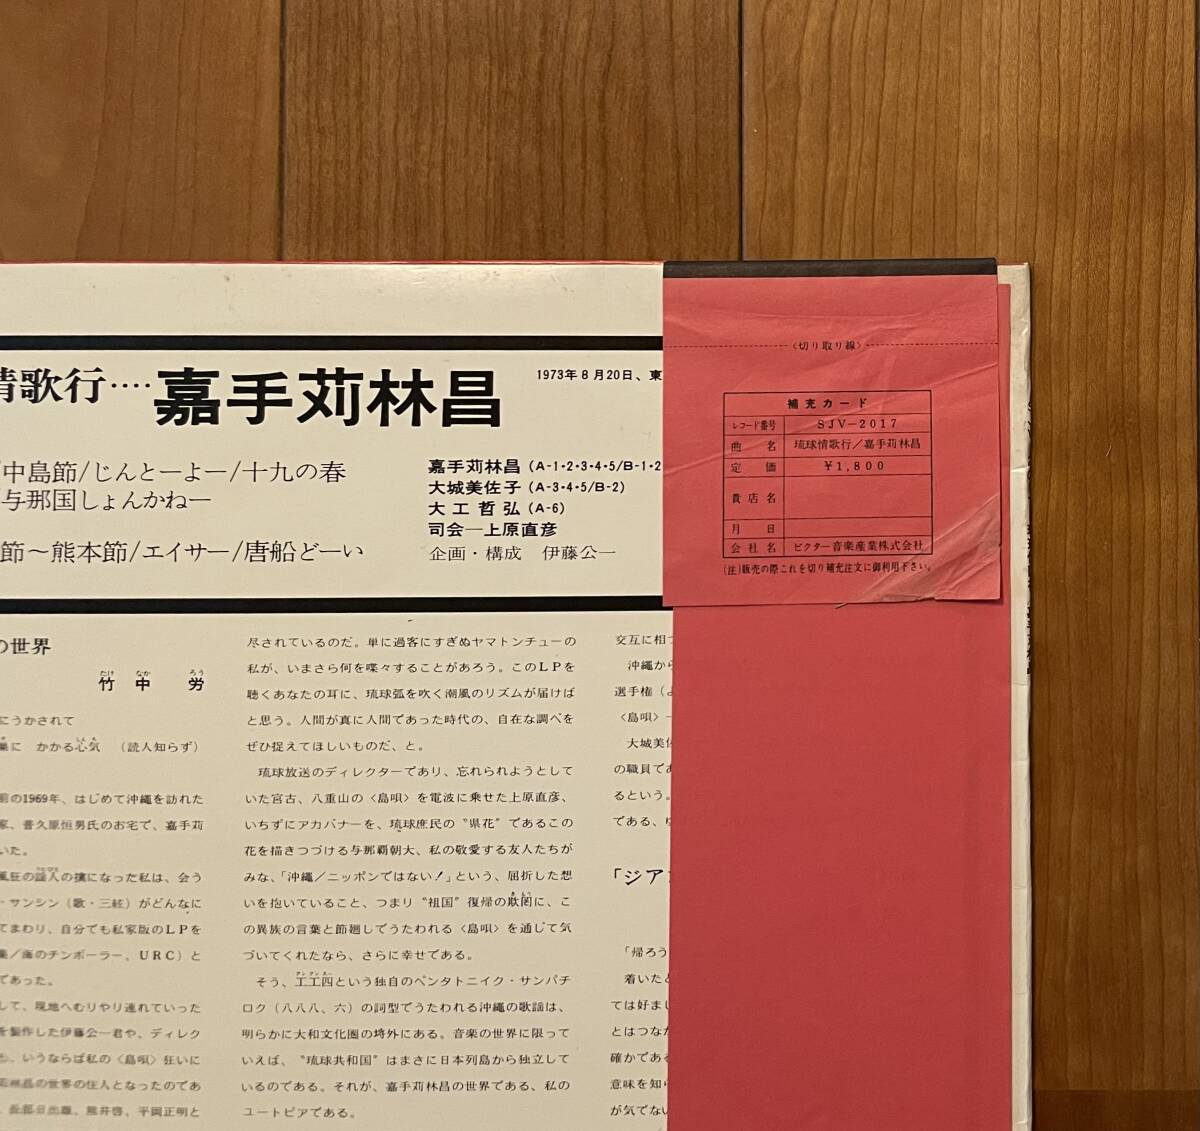 情歌行‥‥嘉手苅林昌
1973年8月20日、東
中島節/じんとーよー/十九の春
与那国しょんかねー
節〜熊本節/エイサー/唐船どーい
嘉手苅林昌(A-1・2・3・4・5/B-1・2
大城美佐子(A-3・4・5/B-2)
大工哲弘(A-6)
司会―上原直彦
企画・構成 伊藤公一
〈切り取り線〉
補充カード
レコード番号 SJV-2017
曲名 琉球情歌行/嘉手苅林昌
定価 ¥1,800
貴店名
月日
会社名 ビクター音楽産業株式会社
(注)販売の際これを切り補充注文に御利用下さい。
の世界
たけ なか ろう
竹中 労
にうかされて
葉に かかる心気 (読人知らず)
前の1969年、はじめて沖縄を訪れた
家、普久原恒男氏のお宅で、嘉手苅
いた。
風狂の謡人の擒になった私は、会う
・サンシン(歌・三絃)がどんなに
てまわり、自分でも私家版のLPを
集/海のチンボーラー、URC)と
であった。
して、現地へむりやり連れていった
を製作した伊藤公一君や、ディレク
も、いうならば私の〈島唄〉狂いに
苅林昌の世界の住人となったのであ
、熊井啓、平岡正明と
尽されているのだ。単に過客にすぎぬヤマトンチューの
私が、いまさら何を喋々することがあろう。このLPを
聴くあなたの耳に、琉球弧を吹く潮風のリズムが届けば
と思う。人間が真に人間であった時代の、自在な調べを
ぜひ捉えてほしいものだ、と。
琉球放送のディレクターであり、忘れられようとして
いた宮古、八重山の〈島唄〉を電波に乗せた上原直彦、
いちずにアカバナーを、琉球庶民の“県花”であるこの
花を描きつづける与那覇朝大、私の敬愛する友人たちが
みな、「沖縄/ニッポンではない!」という、屈折した想
いを抱いていること、つまり“祖国”復帰の欺罔に、こ
の異族の言葉と節廻しでうたわれる〈島唄〉を通じて気
づいてくれたなら、さらに幸せである。
そう、工工四という独自のペンタトニイク・サンパチ
ロク(八八八、六)の詞型でうたわれる沖縄の歌謡は、
明らかに大和文化圏の埒外にある。音楽の世界に限って
いえば、“琉球共和国”はまさに日本列島から独立して
いるのである。それが、嘉手苅林昌の世界である、私の
ユートピアである。
交互に相
沖縄か
選手権(
〈島唄〉
大城美佐
の職員であ
るという。
である、
「ジア
「帰ろう
着いたと
ては好まし
とはつなが
確かである
意味を知
が気でない